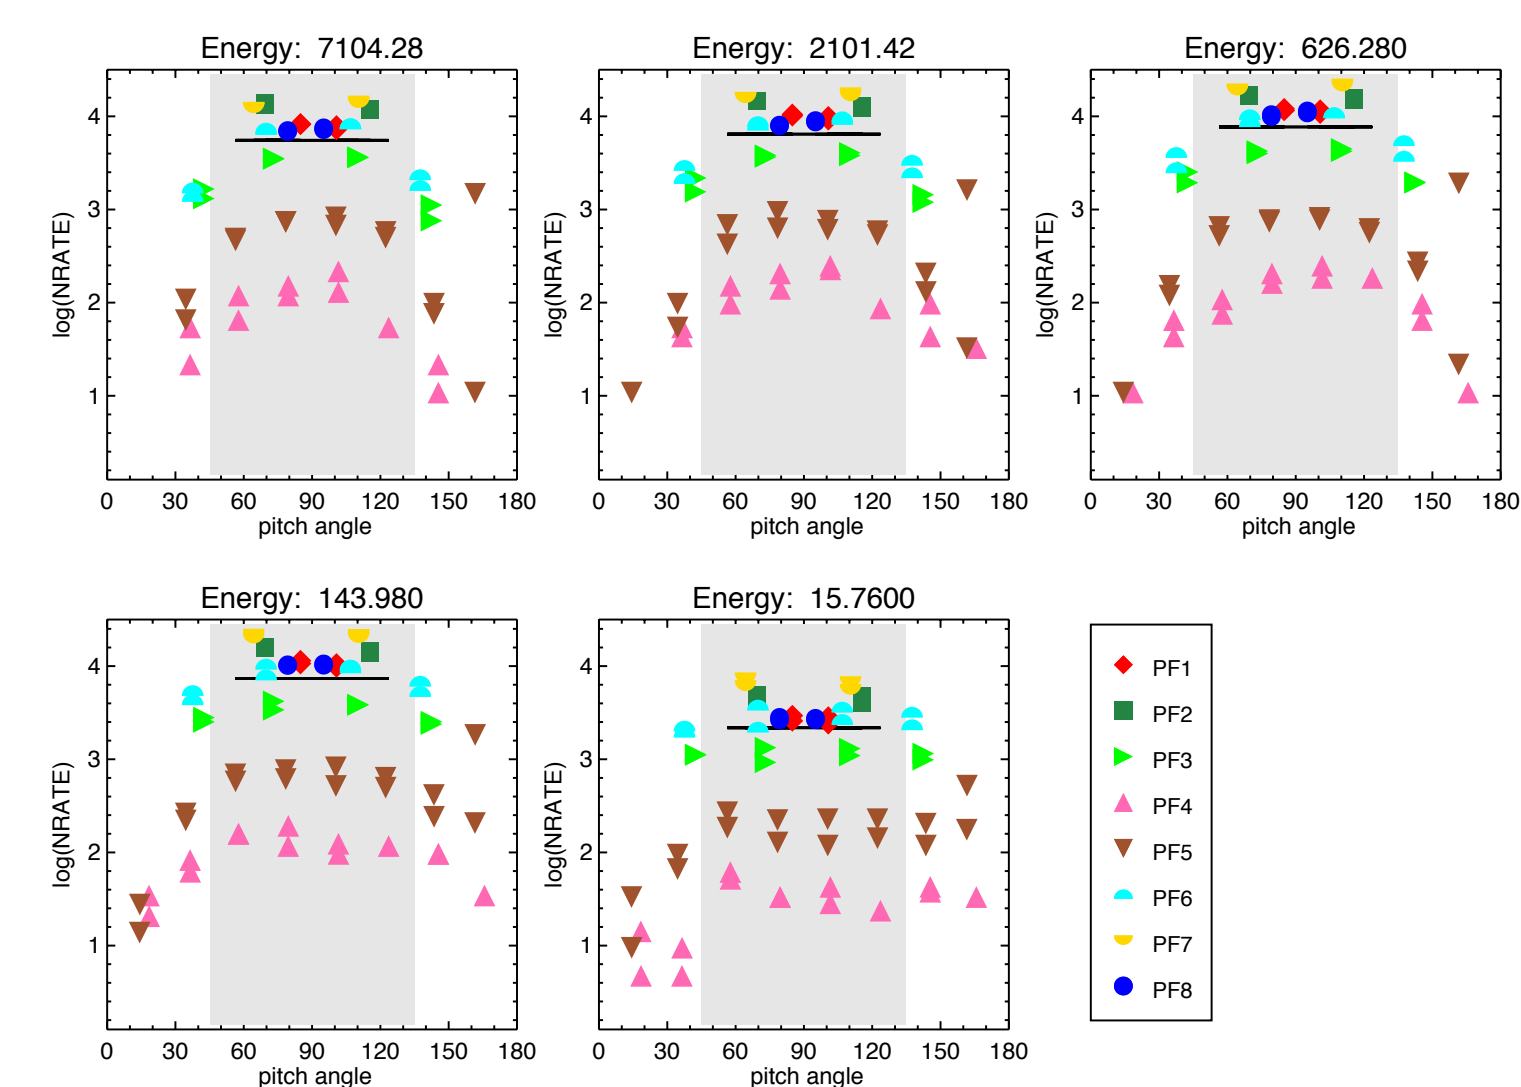 Energy:  7104.28
log(NRATE)
4
3
2
1
0 30 60 90 120 150 180
pitch angle
Energy:  2101.42
log(NRATE)
4
3
2
1
0 30 60 90 120 150 180
pitch angle
Energy:  626.280
log(NRATE)
4
3
2
1
0 30 60 90 120 150 180
pitch angle
Energy:  143.980
log(NRATE)
4
3
2
1
0 30 60 90 120 150 180
pitch angle
Energy:  15.7600
log(NRATE)
4
3
2
1
0 30 60 90 120 150 180
pitch angle
PF1
PF2
PF3
PF4
PF5
PF6
PF7
PF8